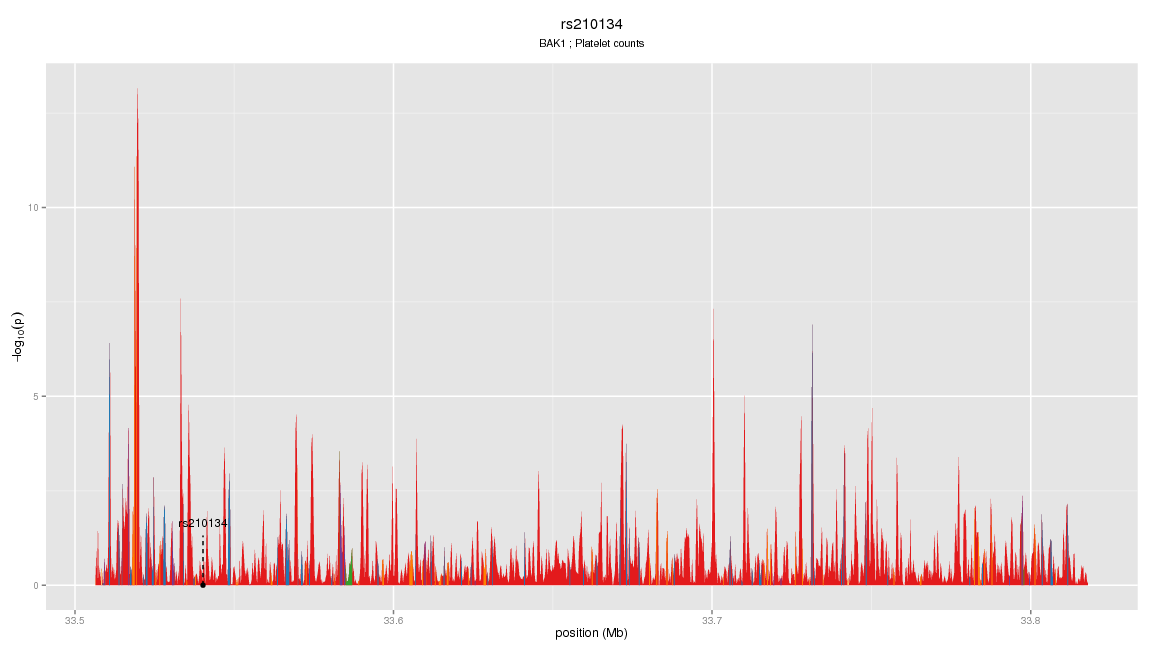 rs210134
BAK1 ; Platelet counts
10
5
0
−log10(p)
rs210134
33.5
33.6
33.7
33.8
position (Mb)